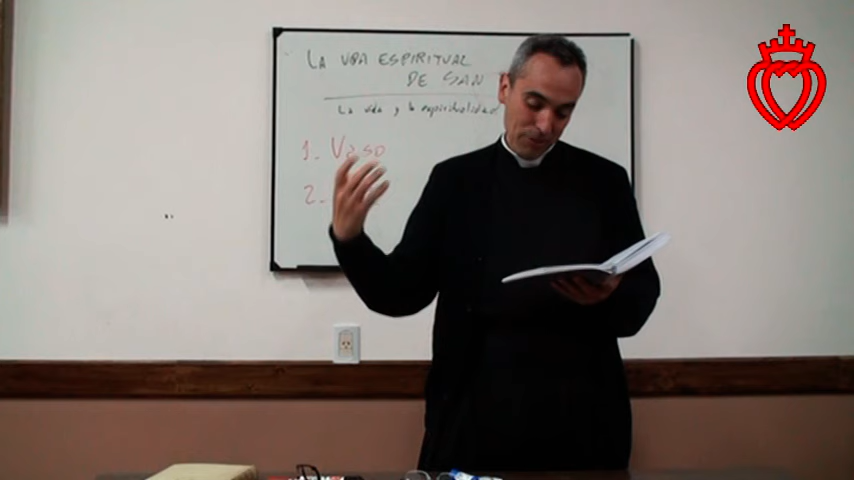 LA VIDA ESPIRITUAL
DE SAN
La vida y la espiritualidad
1. Vaso
2.